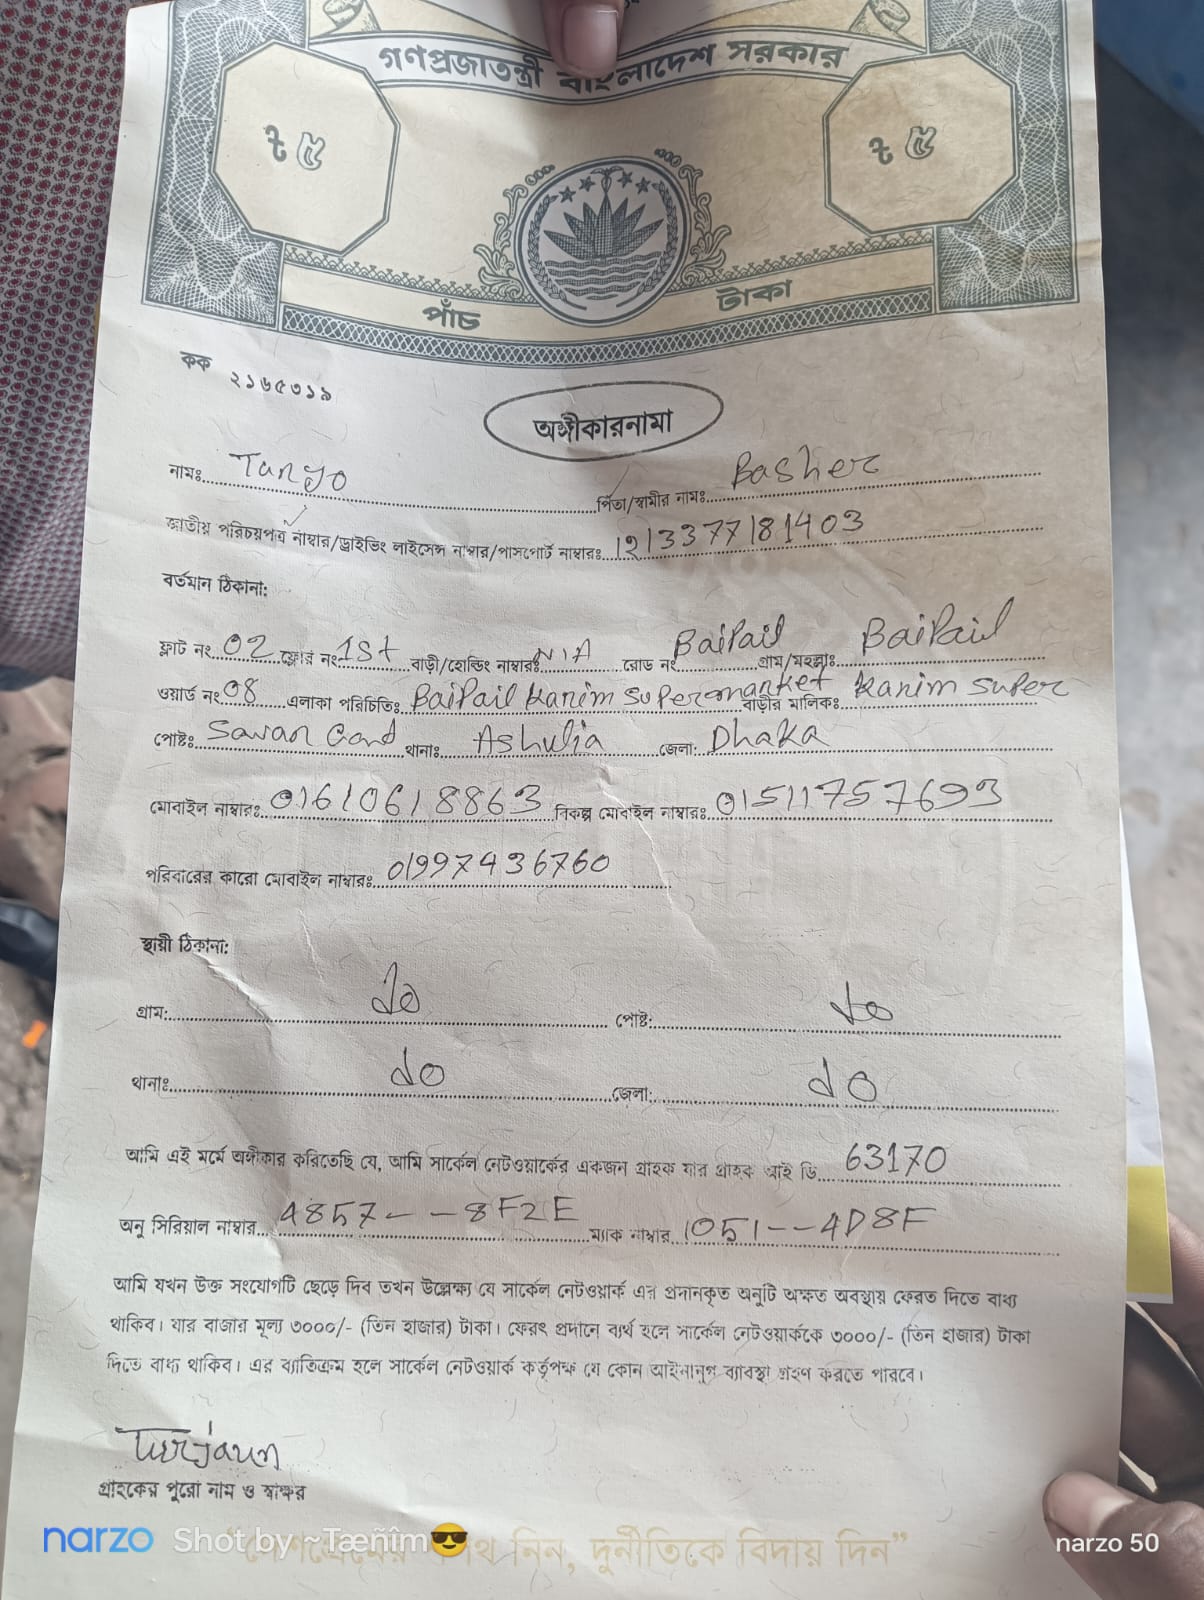 গণপ্রজাতন্ত্রী বাংলাদেশ সরকার
৳ ৫ ৳ ৫
পাঁচ টাকা
কক ২১৬৫৩১৯
অঙ্গীকারনামা
নামঃ Tanjo পিতা/স্বামীর নামঃ Basher
জাতীয় পরিচয়পত্র নাম্বার/ড্রাইভিং লাইসেন্স নাম্বার/পাসপোর্ট নাম্বারঃ
বর্তমান ঠিকানা:
ফ্লাট নং 02 ফ্লোর নং 1st বাড়ী/হোল্ডিং নাম্বারঃ N/A রোড নং BaiPail গ্রাম/মহল্লাঃ BaiPail
ওয়ার্ড নং 08 এলাকা পরিচিতিঃ BaiPail Karim Supermarket বাড়ীর মালিকঃ Karim Super
পোষ্টঃ Savar থানাঃ Ashulia জেলা: Dhaka
মোবাইল নাম্বারঃ 01610618863 বিকল্প মোবাইল নাম্বারঃ 01511757693
পরিবারের কারো মোবাইল নাম্বারঃ 01997436760
স্থায়ী ঠিকানা:
গ্রাম: do পোষ্ট: do
থানাঃ do জেলা: do
আমি এই মর্মে অঙ্গীকার করিতেছি যে, আমি সার্কেল নেটওয়ার্কের একজন গ্রাহক যার গ্রাহক আই ডি 63170
অনু সিরিয়াল নাম্বার 4857---8F2E ম্যাক নাম্বার 1051--4D8F
আমি যখন উক্ত সংযোগটি ছেড়ে দিব তখন উল্লেক্ষ্য যে সার্কেল নেটওয়ার্ক এর প্রদানকৃত অনুটি অক্ষত অবস্থায় ফেরত দিতে বাধ্য
থাকিব। যার বাজার মূল্য ৩০০০/- (তিন হাজার) টাকা। ফেরৎ প্রদানে ব্যর্থ হলে সার্কেল নেটওয়ার্ককে ৩০০০/- (তিন হাজার) টাকা
দিতে বাধ্য থাকিব। এর ব্যাতিক্রম হলে সার্কেল নেটওয়ার্ক কর্তৃপক্ষ যে কোন আইনানুগ ব্যাবস্থা গ্রহণ করতে পারবে।
গ্রাহকের পুরো নাম ও স্বাক্ষর
নিন, দুর্নীতিকে বিদায় দিন”
narzo Shot by ~Tæñîm😎 narzo 50